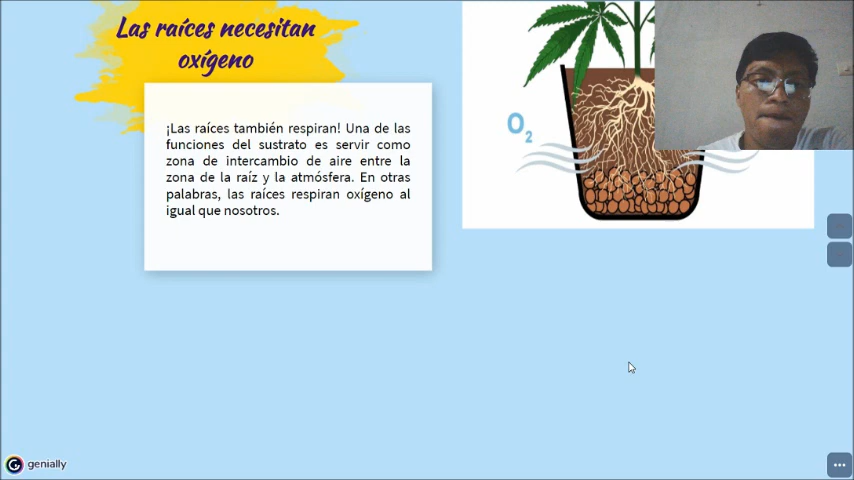 Las raíces necesitan
oxígeno
¡Las raíces también respiran! Una de las
funciones del sustrato es servir como
zona de intercambio de aire entre la
zona de la raíz y la atmósfera. En otras
palabras, las raíces respiran oxígeno al
igual que nosotros.
O2
genially